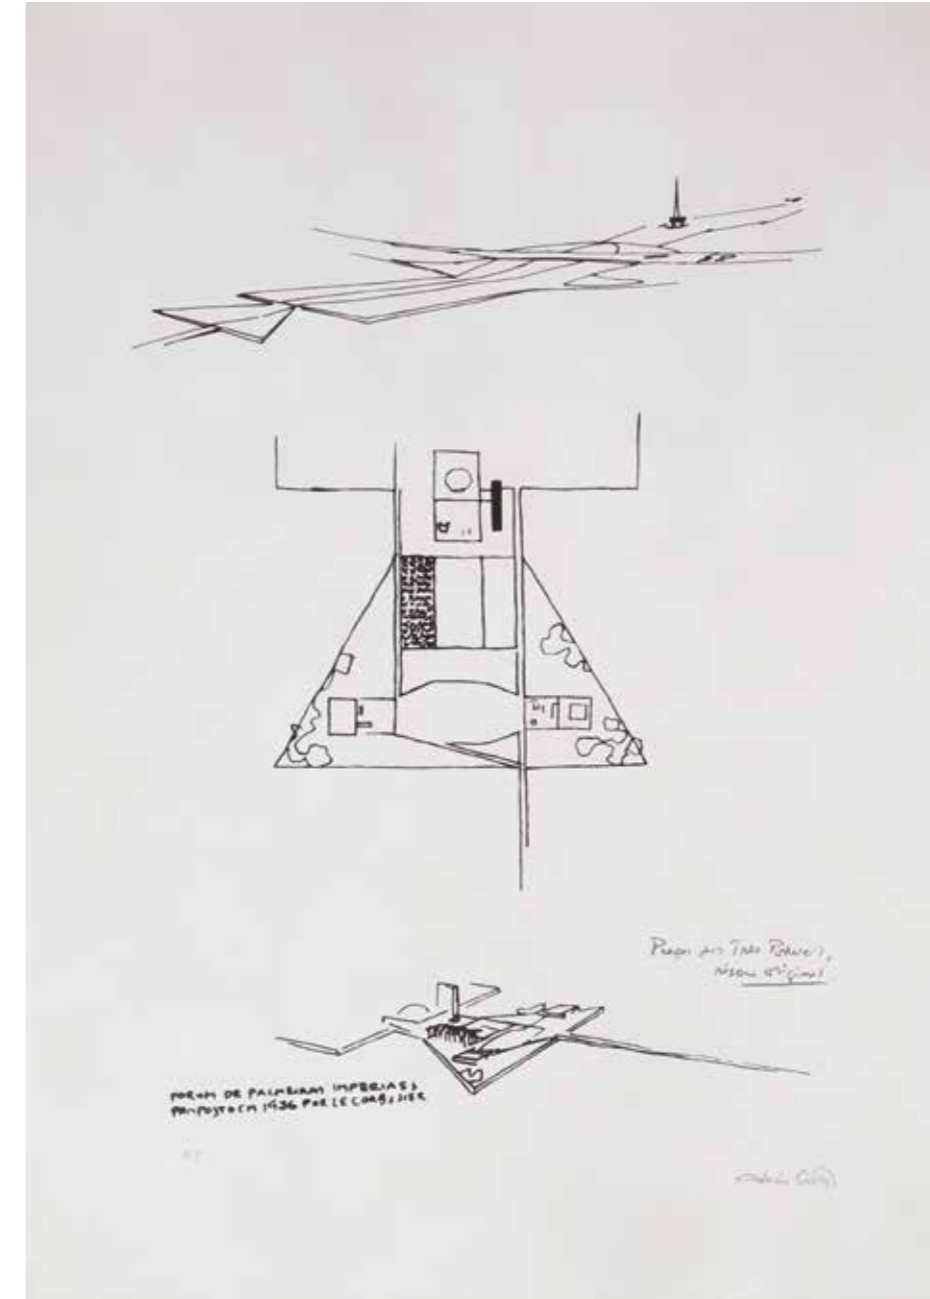 Praça dos Três Poderes,
risco original
FORUM DE PALMEIRAS IMPERIAIS
PROPOSTO EM 1936 POR LE CORBUSIER